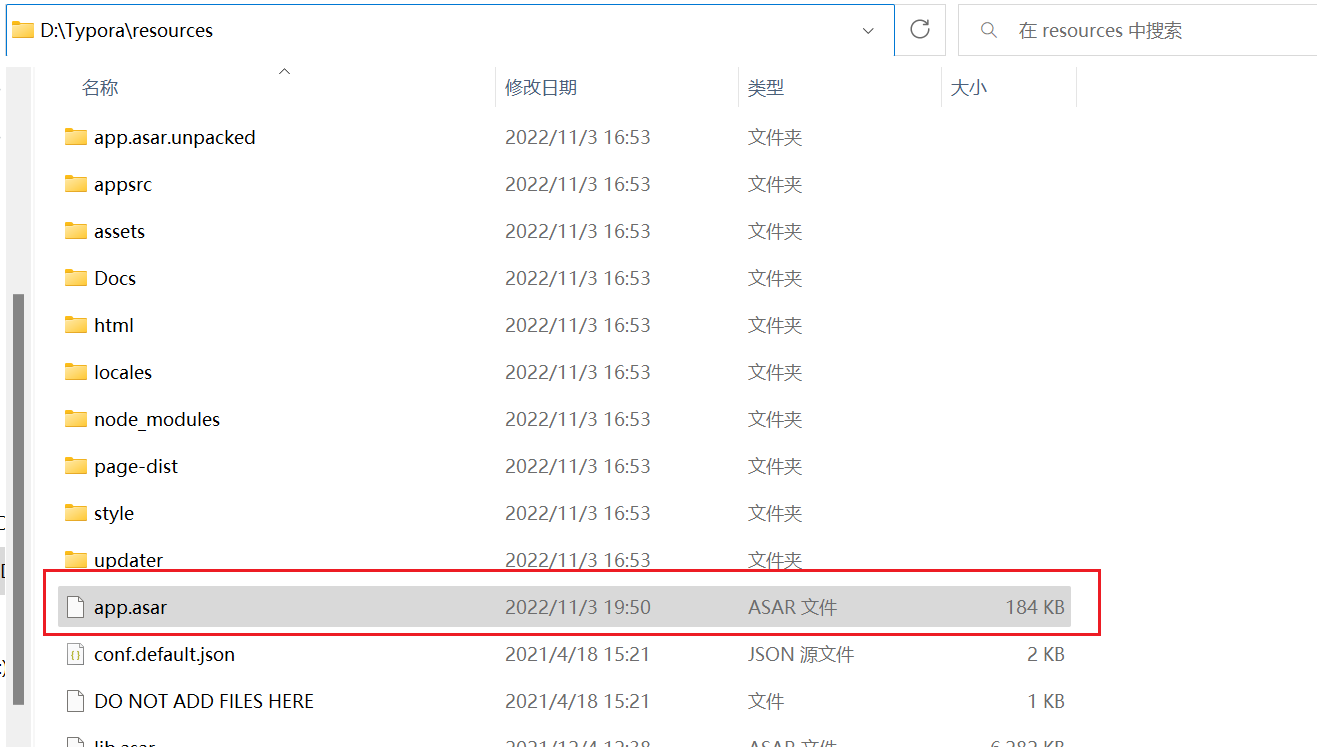 D:\Typora\resources
在 resources 中搜索
名称 修改日期 类型 大小
app.asar.unpacked 2022/11/3 16:53 文件夹
appsrc 2022/11/3 16:53 文件夹
assets 2022/11/3 16:53 文件夹
Docs 2022/11/3 16:53 文件夹
html 2022/11/3 16:53 文件夹
locales 2022/11/3 16:53 文件夹
node_modules 2022/11/3 16:53 文件夹
page-dist 2022/11/3 16:53 文件夹
style 2022/11/3 16:53 文件夹
updater 2022/11/3 16:53 文件夹
app.asar 2022/11/3 19:50 ASAR 文件 184 KB
conf.default.json 2021/4/18 15:21 JSON 源文件 2 KB
DO NOT ADD FILES HERE 2021/4/18 15:21 文件 1 KB
lib.asar 2021/12/4 12:38 ASAR 文件